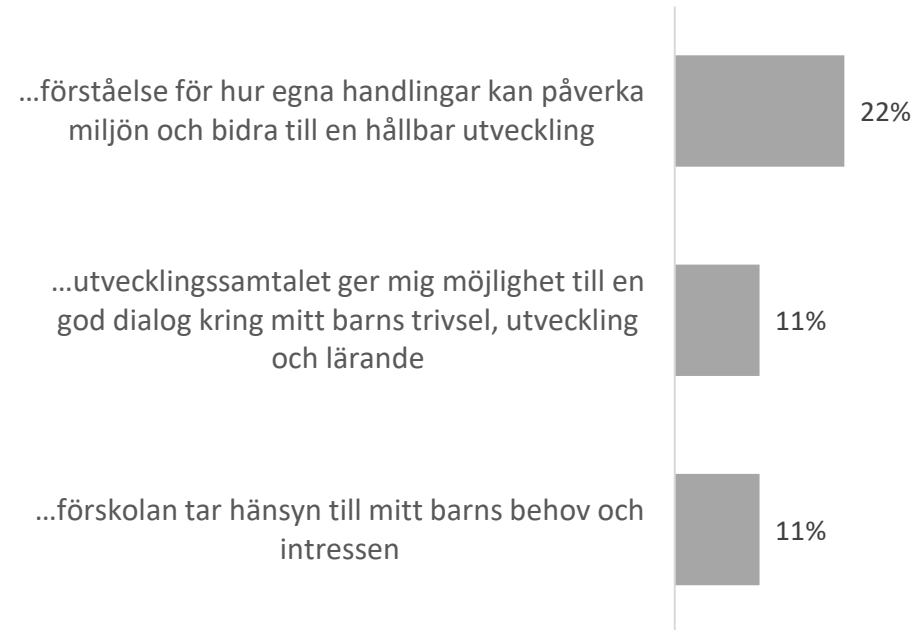 …förståelse för hur egna handlingar kan påverka
miljön och bidra till en hållbar utveckling
22%
…utvecklingssamtalet ger mig möjlighet till en
god dialog kring mitt barns trivsel, utveckling
och lärande
11%
…förskolan tar hänsyn till mitt barns behov och
intressen
11%